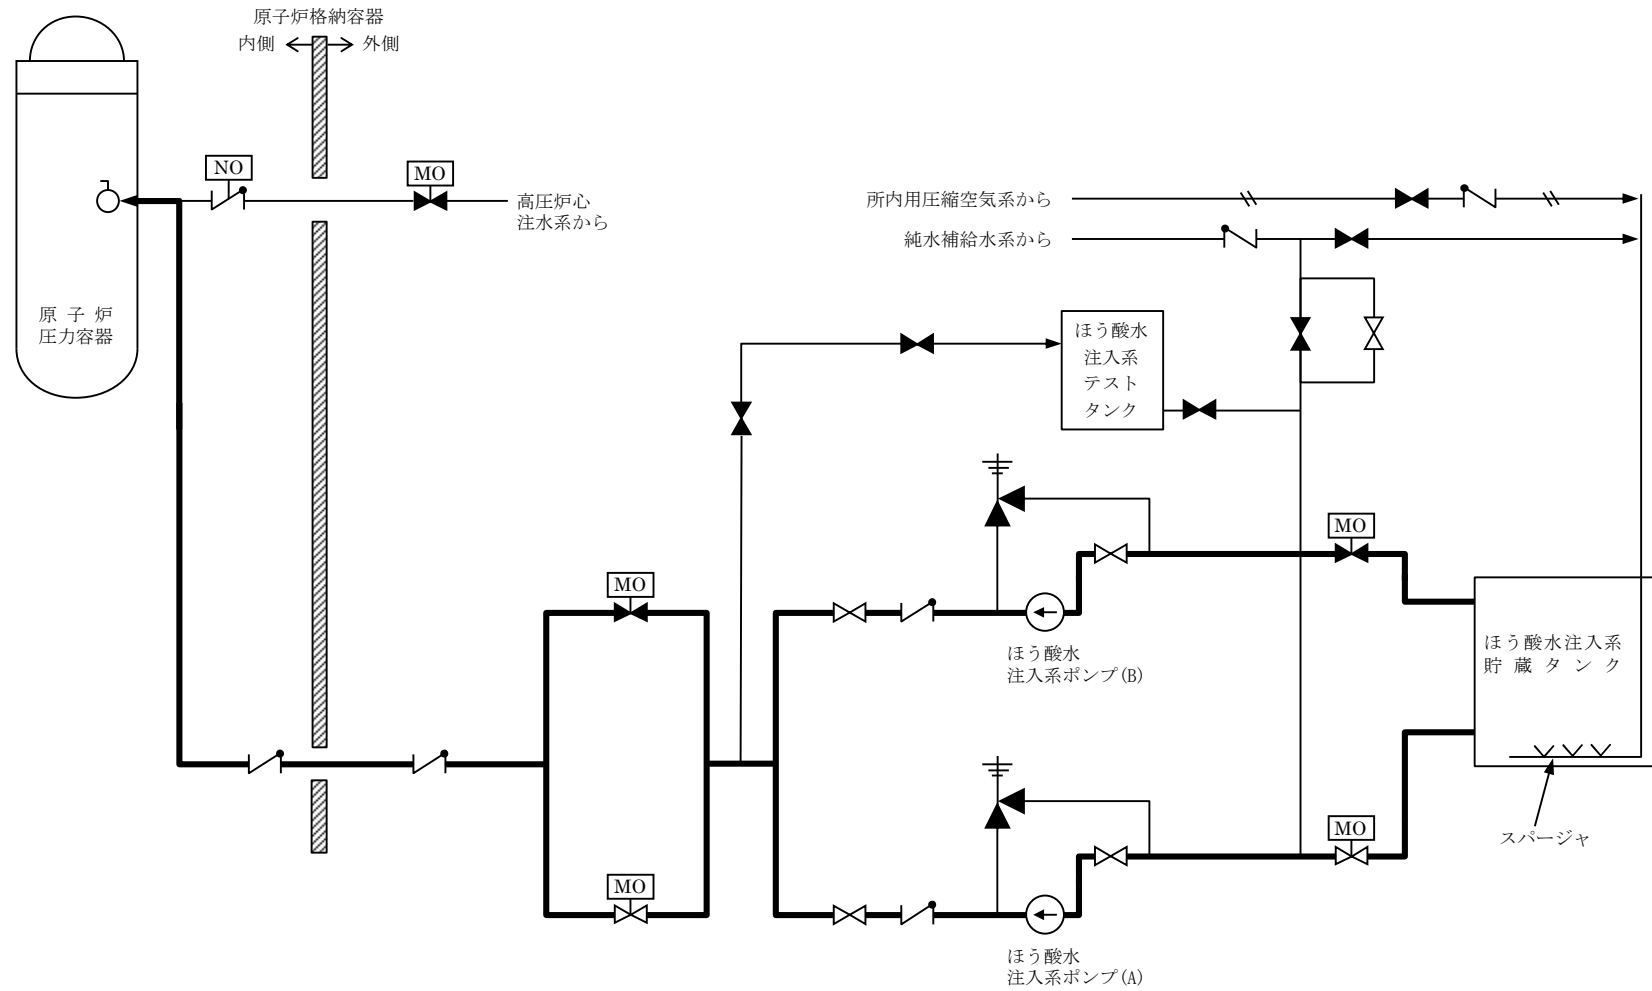 原子炉格納容器
内側
外側
NO
MO
高圧炉心
注水系から
所内用圧縮空気系から
純水補給水系から
原子炉
圧力容器
ほう酸水
注入系
テスト
タンク
MO
MO
ほう酸水
注入系ポンプ(B)
ほう酸水注入系
貯蔵タンク
スパージャ
MO
MO
ほう酸水
注入系ポンプ(A)